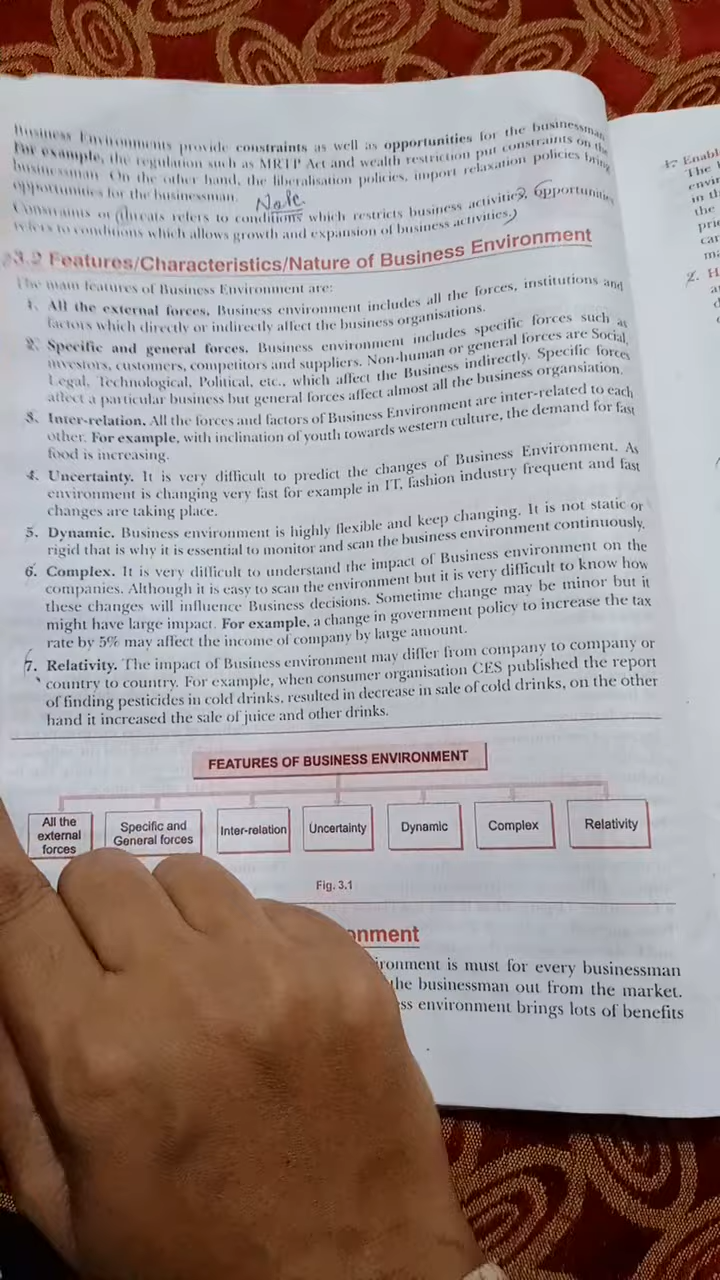 Business Environments provide constraints as well as opportunities for the businessman.
For example, the regulation such as MRTP Act and wealth restriction put constraints on the
businessman. On the other hand, the liberalisation policies, import relaxation policies bring
opportunities for the businessman.
Note
Constraints or threats refers to conditions which restricts business activities, Opportunities
refers to conditions which allows growth and expansion of business activities.
3.2 Features/Characteristics/Nature of Business Environment
The main features of Business Environment are:
1. All the external forces. Business environment includes all the forces, institutions and
factors which directly or indirectly affect the business organisations.
2. Specific and general forces. Business environment includes specific forces such as
investors, customers, competitors and suppliers. Non-human or general forces are Social,
Legal, Technological, Political, etc., which affect the Business indirectly. Specific forces
affect a particular business but general forces affect almost all the business organsiation.
3. Inter-relation. All the forces and factors of Business Environment are inter-related to each
other. For example, with inclination of youth towards western culture, the demand for fast
food is increasing.
4. Uncertainty. It is very difficult to predict the changes of Business Environment. As
environment is changing very fast for example in IT, fashion industry frequent and fast
changes are taking place.
5. Dynamic. Business environment is highly flexible and keep changing. It is not static or
rigid that is why it is essential to monitor and scan the business environment continuously.
6. Complex. It is very difficult to understand the impact of Business environment on the
companies. Although it is easy to scan the environment but it is very difficult to know how
these changes will influence Business decisions. Sometime change may be minor but it
might have large impact. For example, a change in government policy to increase the tax
rate by 5% may affect the income of company by large amount.
7. Relativity. The impact of Business environment may differ from company to company or
country to country. For example, when consumer organisation CES published the report
of finding pesticides in cold drinks, resulted in decrease in sale of cold drinks, on the other
hand it increased the sale of juice and other drinks.
FEATURES OF BUSINESS ENVIRONMENT
All the external forces
Specific and General forces
Inter-relation
Uncertainty
Dynamic
Complex
Relativity
Fig. 3.1
onment
ironment is must for every businessman
the businessman out from the market.
ss environment brings lots of benefits
1. Enabl
The
envir
in th
the
pri
car
2. H